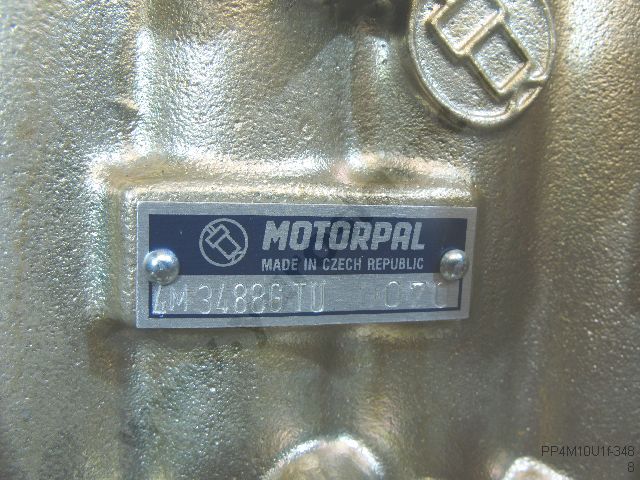 MOTORPAL
MADE IN CZECH REPUBLIC
4M 3488G TU
PP4M10U1f-348
8